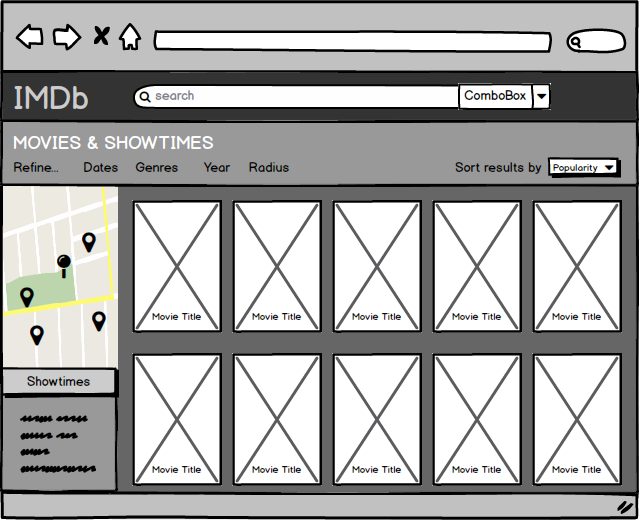 IMDb
search
ComboBox
MOVIES & SHOWTIMES
Refine... Dates Genres Year Radius
Sort results by Popularity
Movie Title Movie Title Movie Title Movie Title Movie Title
Showtimes
Movie Title Movie Title Movie Title Movie Title Movie Title